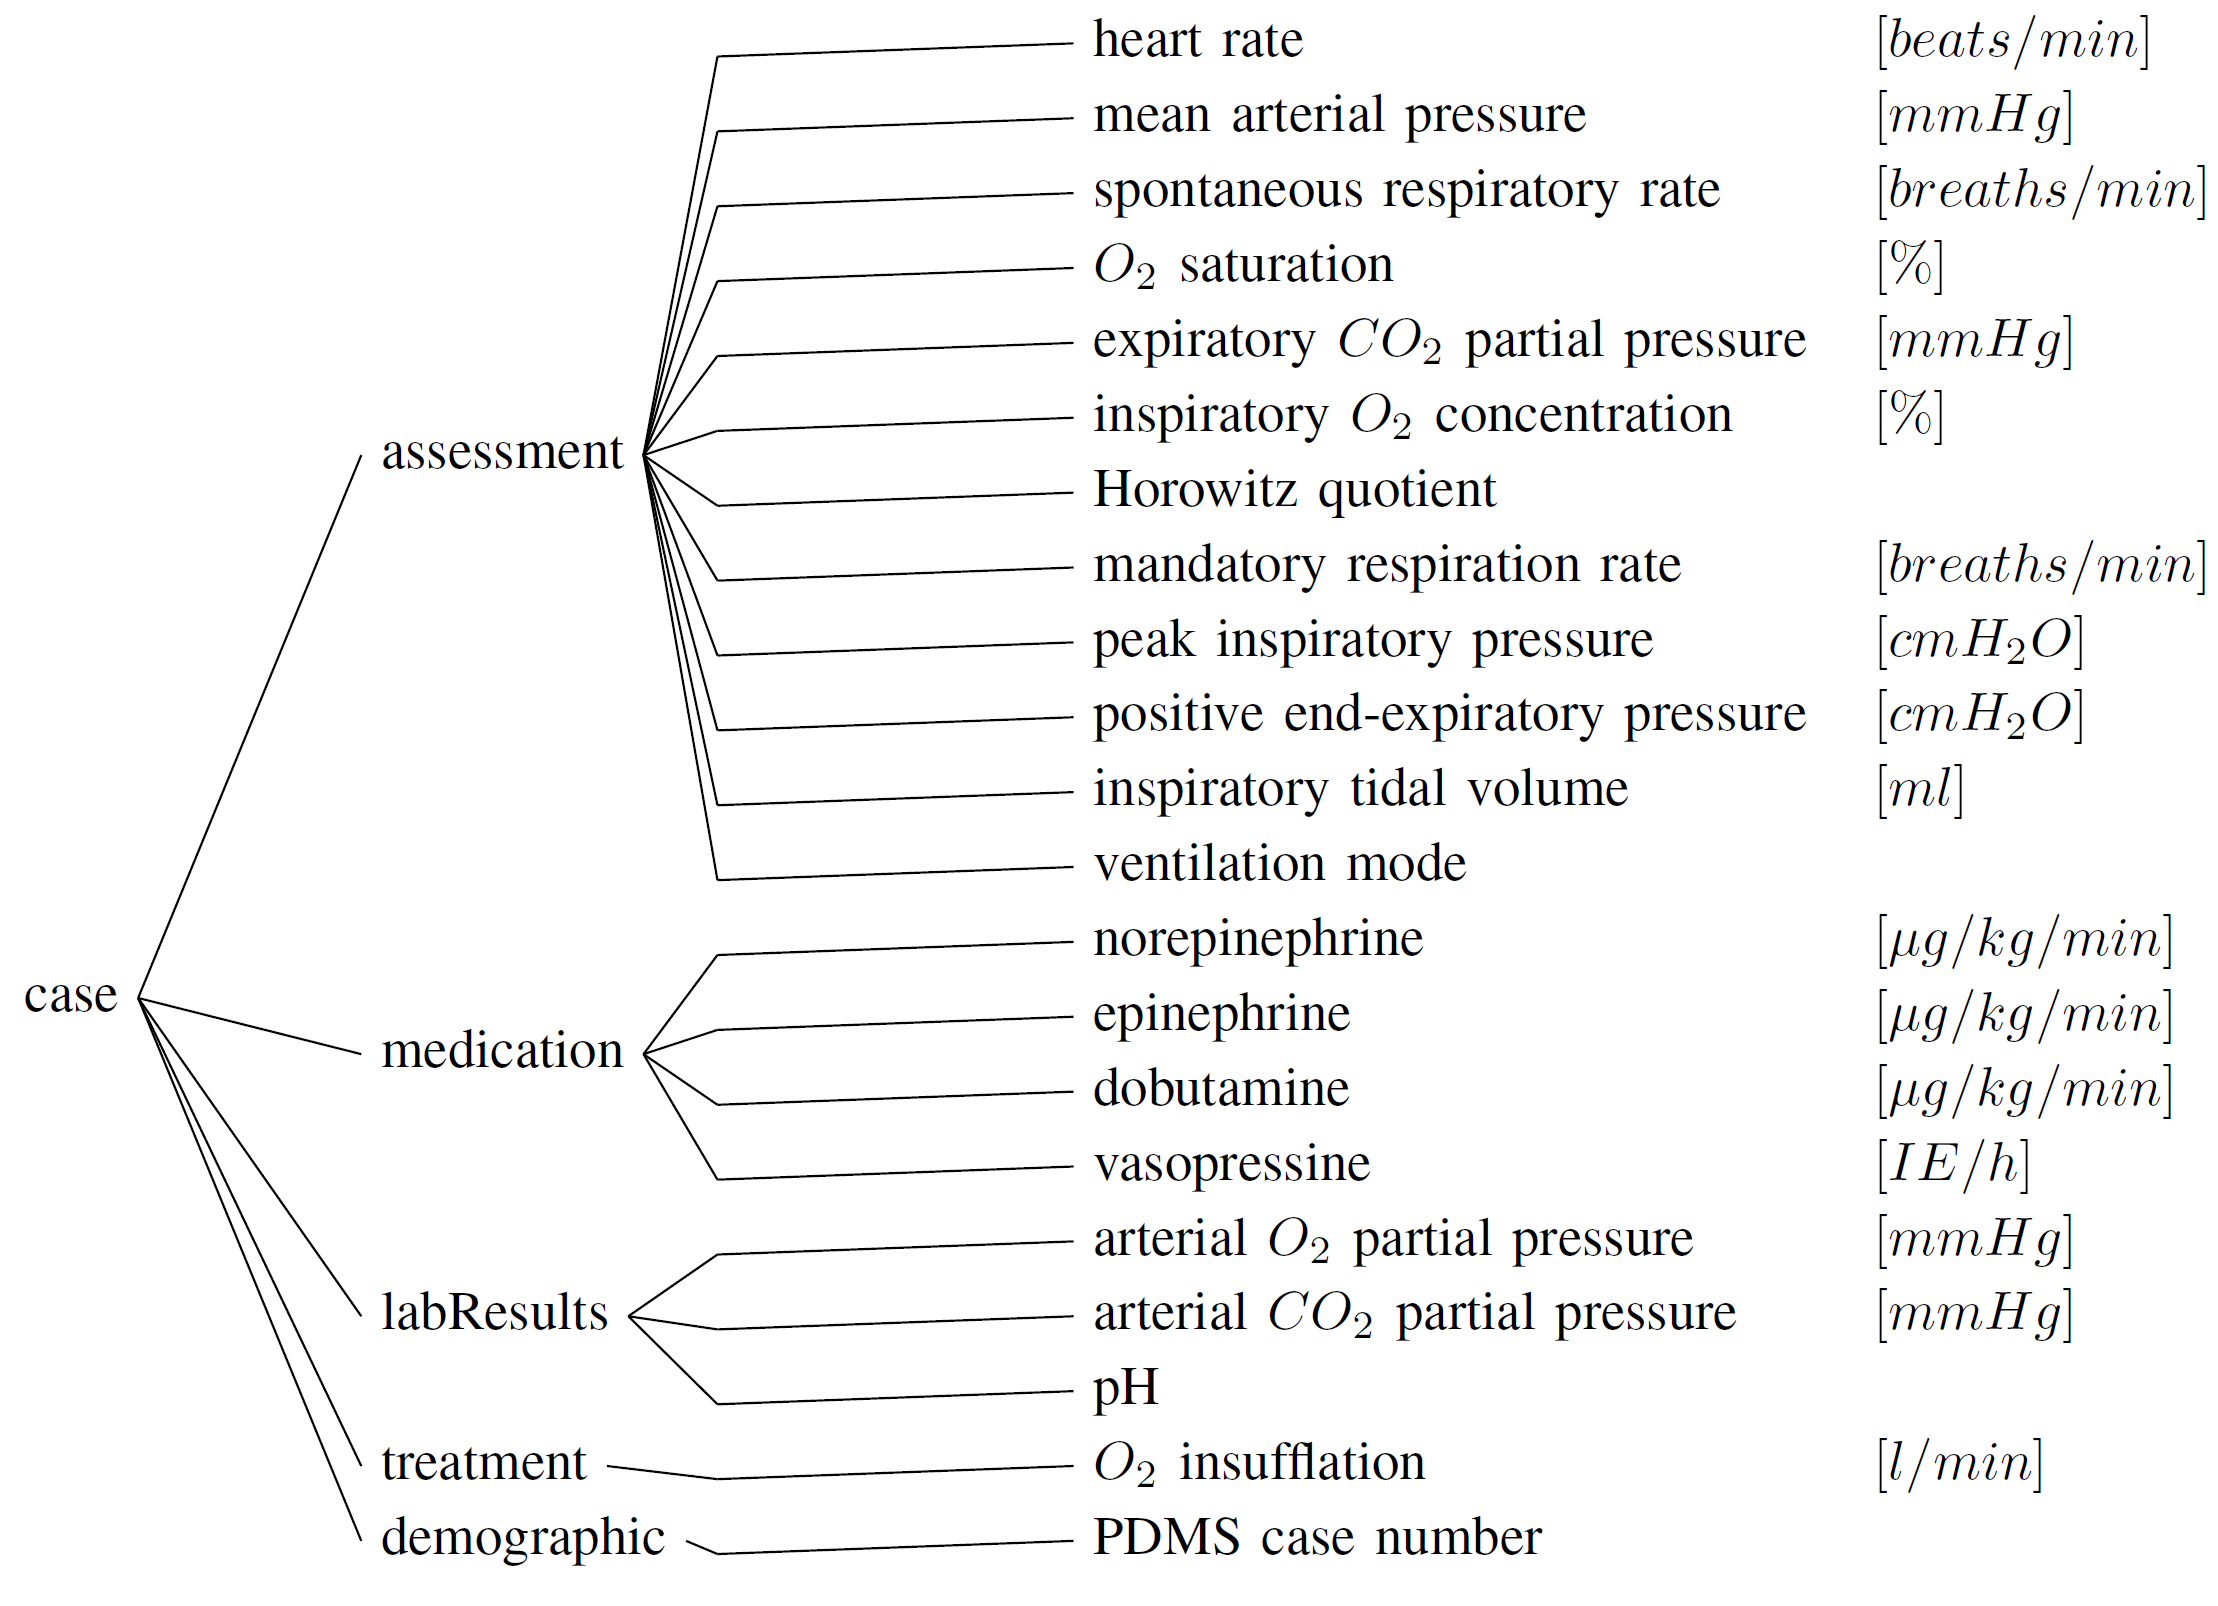 heart rate [beats/min]
mean arterial pressure [mmHg]
spontaneous respiratory rate [breaths/min]
O₂ saturation [%]
expiratory CO₂ partial pressure [mmHg]
inspiratory O₂ concentration [%]
assessment
Horowitz quotient
mandatory respiration rate [breaths/min]
peak inspiratory pressure [cmH₂O]
positive end-expiratory pressure [cmH₂O]
inspiratory tidal volume [ml]
ventilation mode
norepinephrine [μg/kg/min]
case
epinephrine [μg/kg/min]
medication
dobutamine [μg/kg/min]
vasopressine [IE/h]
arterial O₂ partial pressure [mmHg]
labResults
arterial CO₂ partial pressure [mmHg]
pH
treatment
O₂ insufflation [l/min]
demographic
PDMS case number